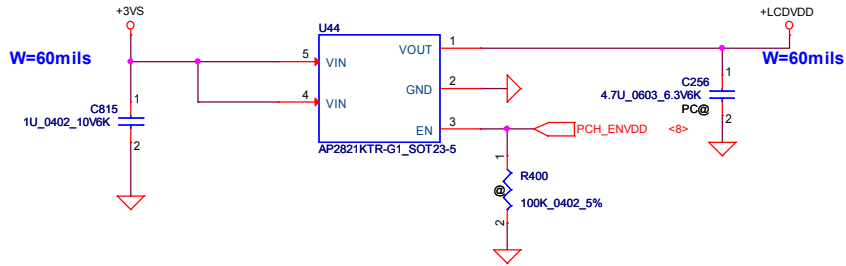 +3VS
+LCDVDD
U44
W=60mils
W=60mils
5
VIN
VOUT
1
4
VIN
GND
2
EN
3
AP2821KTR-G1_SOT23-5
C815
1
1U_0402_10V6K
2
C256
1
4.7U_0603_6.3V6K
PC@
2
PCH_ENVDD
<8>
1
R400
@
100K_0402_5%
2